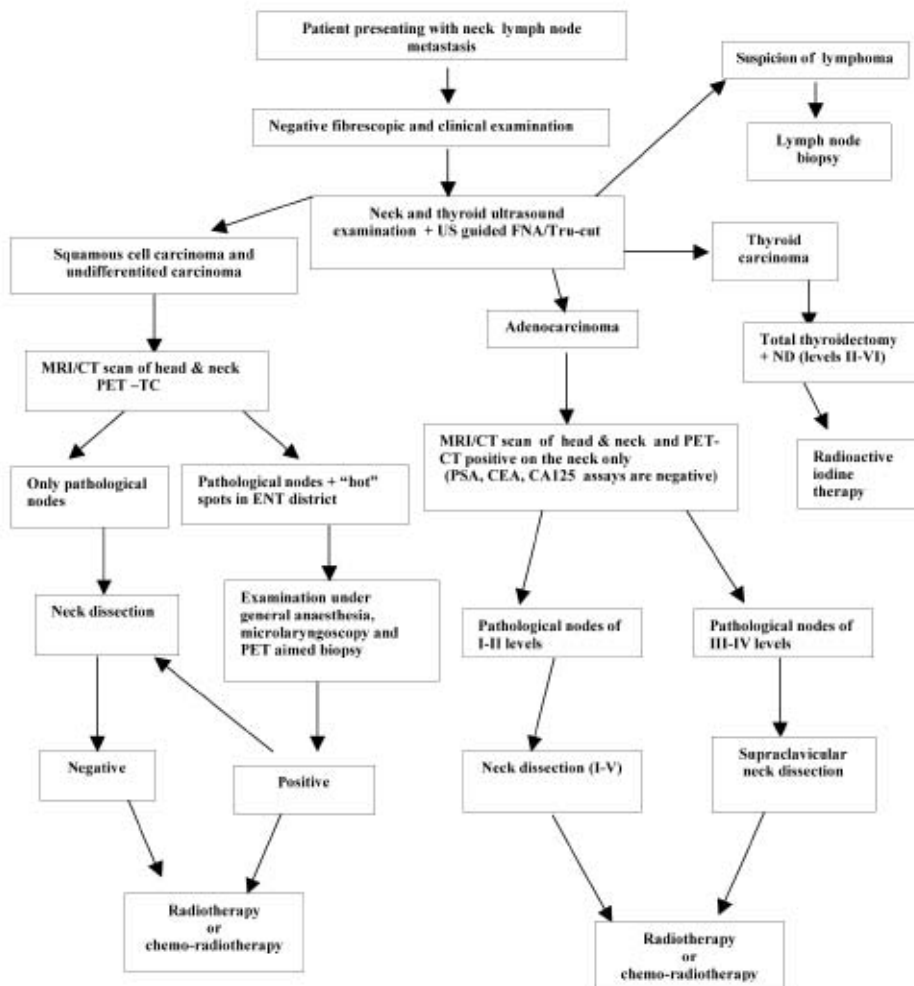 Patient presenting with neck lymph node
metastasis
Suspicion of lymphoma
Negative fibrescopic and clinical examination
Lymph node
biopsy
Neck and thyroid ultrasound
examination + US guided FNA/Tru-cut
Squamous cell carcinoma and
undifferentited carcinoma
Thyroid
carcinoma
Adenocarcinoma
Total thyroidectomy
+ ND (levels II-VI)
MRI/CT scan of head & neck
PET –TC
MRI/CT scan of head & neck and PET-
CT positive on the neck only
(PSA, CEA, CA125 assays are negative)
Radioactive
iodine
therapy
Only pathological
nodes
Pathological nodes + “hot”
spots in ENT district
Neck dissection
Examination under
general anaesthesia,
microlaryngoscopy and
PET aimed biopsy
Pathological nodes of
I-II levels
Pathological nodes of
III-IV levels
Negative
Positive
Neck dissection (I-V)
Supraclavicular
neck dissection
Radiotherapy
or
chemo-radiotherapy
Radiotherapy
or
chemo-radiotherapy